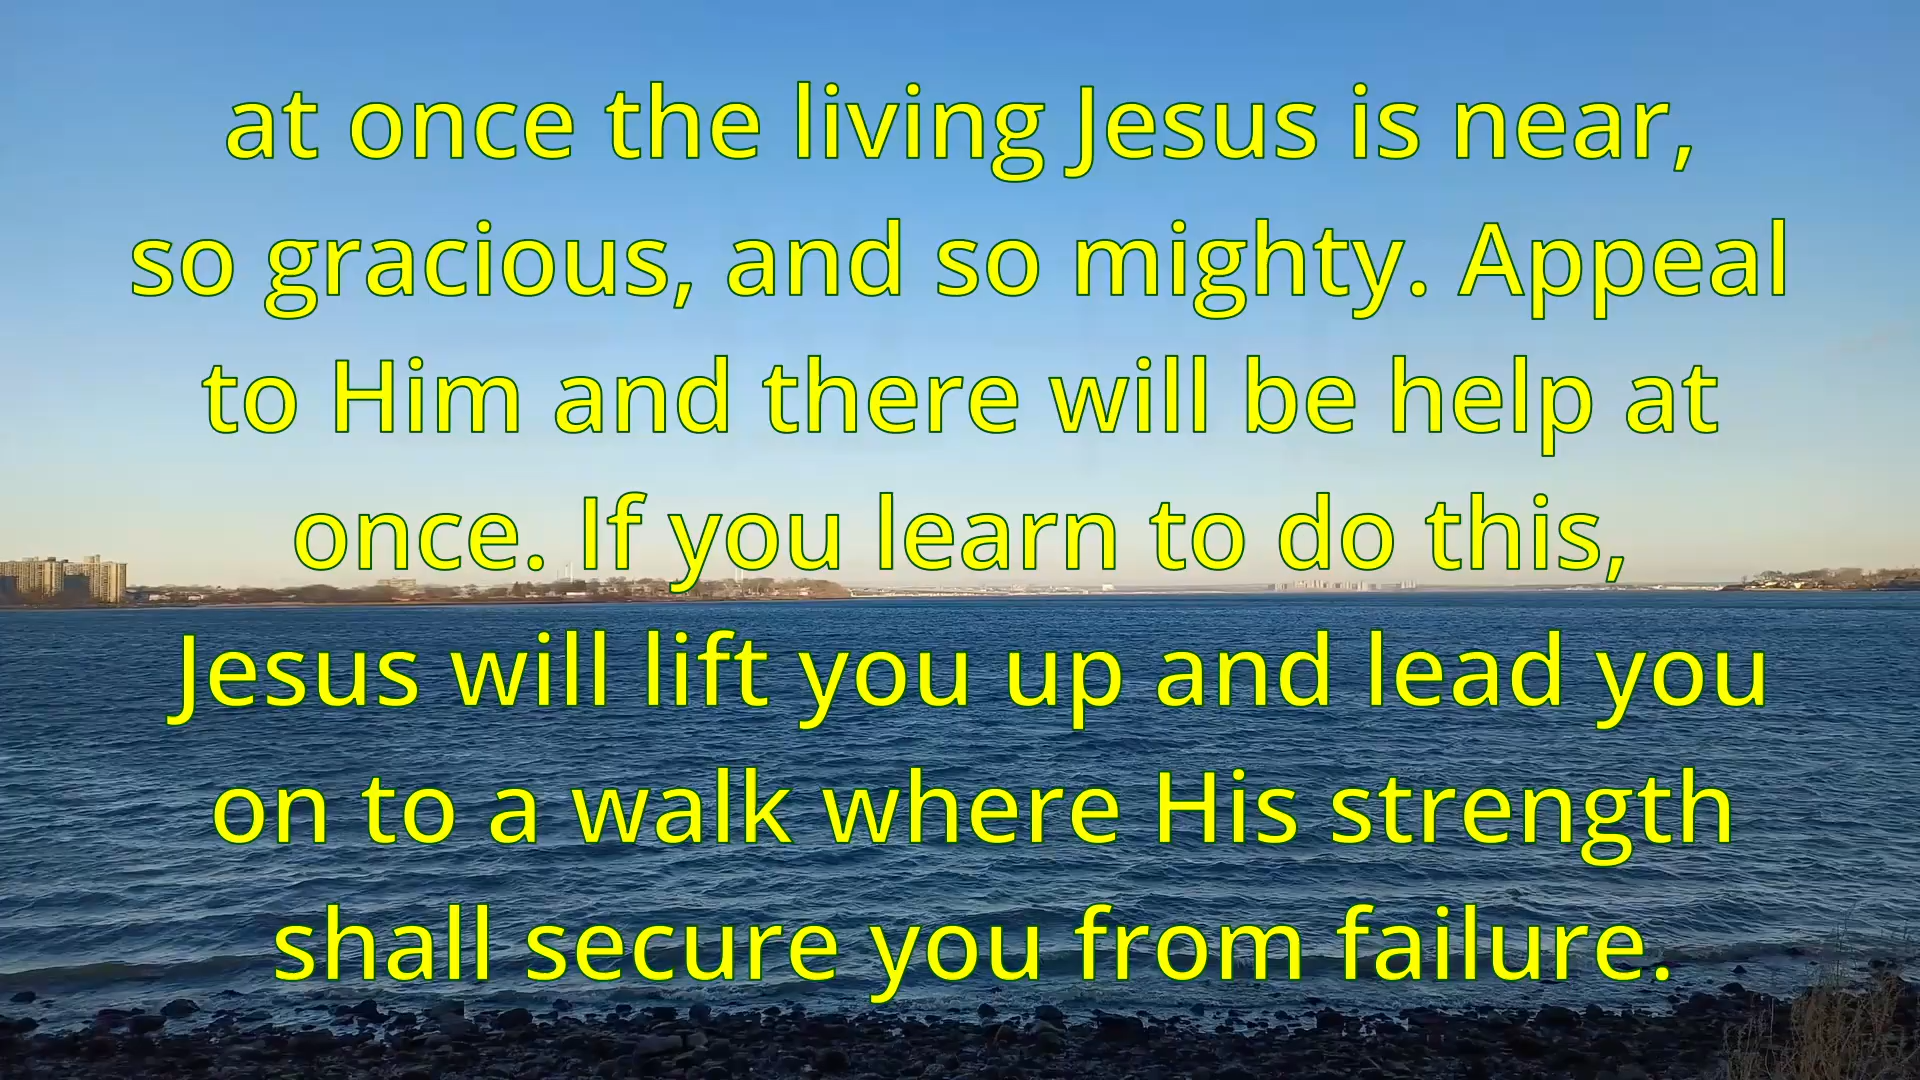 at once the living Jesus is near,
so gracious, and so mighty. Appeal
to Him and there will be help at
once. If you learn to do this,
Jesus will lift you up and lead you
on to a walk where His strength
shall secure you from failure.